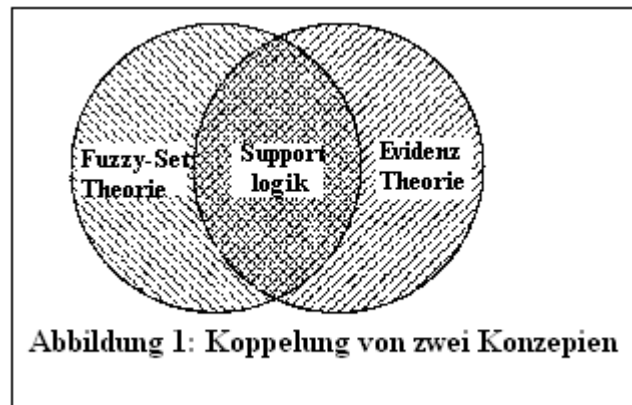 Fuzzy-Set
Theorie
Support
logik
Evidenz
Theorie
Abbildung 1: Koppelung von zwei Konzepien